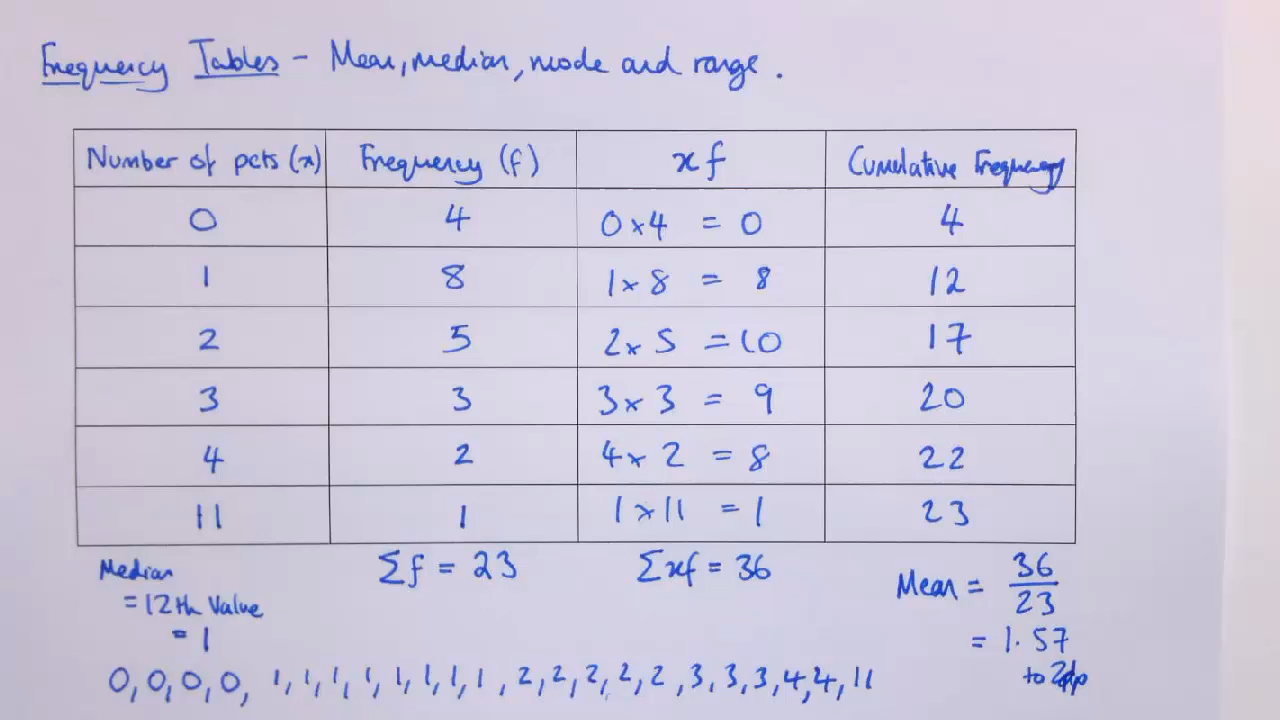 Frequency Tables - Mean, median, mode and range.
Number of pets (x) Frequency (f) xf Cumulative Frequency
0 4 0 x 4 = 0 4
1 8 1 x 8 = 8 12
2 5 2 x 5 = 10 17
3 3 3 x 3 = 9 20
4 2 4 x 2 = 8 22
11 1 1 x 11 = 1 23
Σf = 23 Σxf = 36
Median
= 12th Value
= 1
Mean = 36/23
= 1.57
to 2dp
0, 0, 0, 0, 1, 1, 1, 1, 1, 1, 1, 1, 2, 2, 2, 2, 2, 3, 3, 3, 4, 4, 11